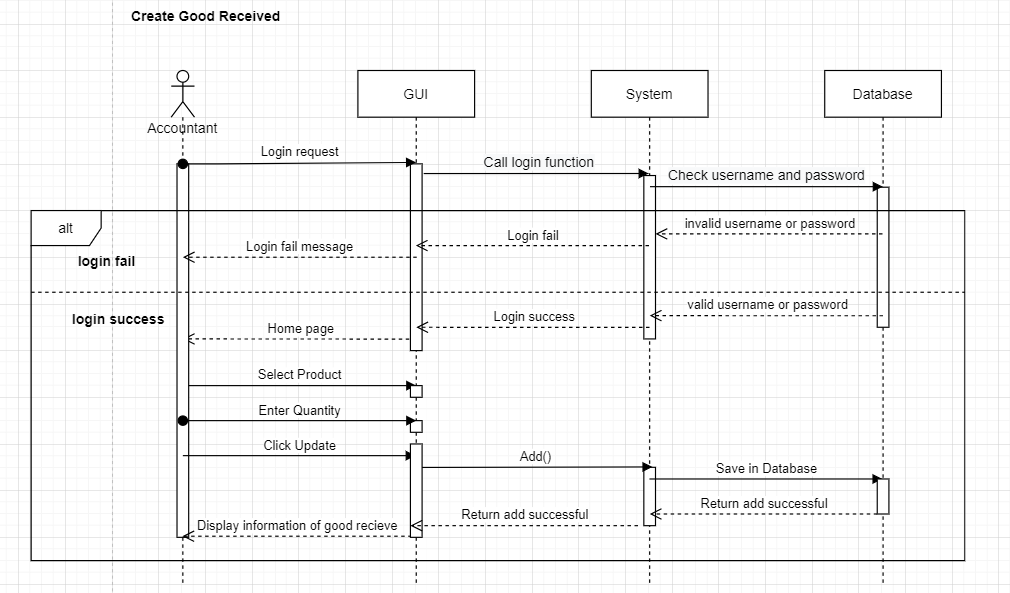 Create Good Received
GUI
System
Database
Accountant
Login request
Call login function
Check username and password
alt
invalid username or password
Login fail
Login fail message
login fail
valid username or password
login success
Login success
Home page
Select Product
Enter Quantity
Click Update
Add()
Save in Database
Return add successful
Return add successful
Display information of good recieve